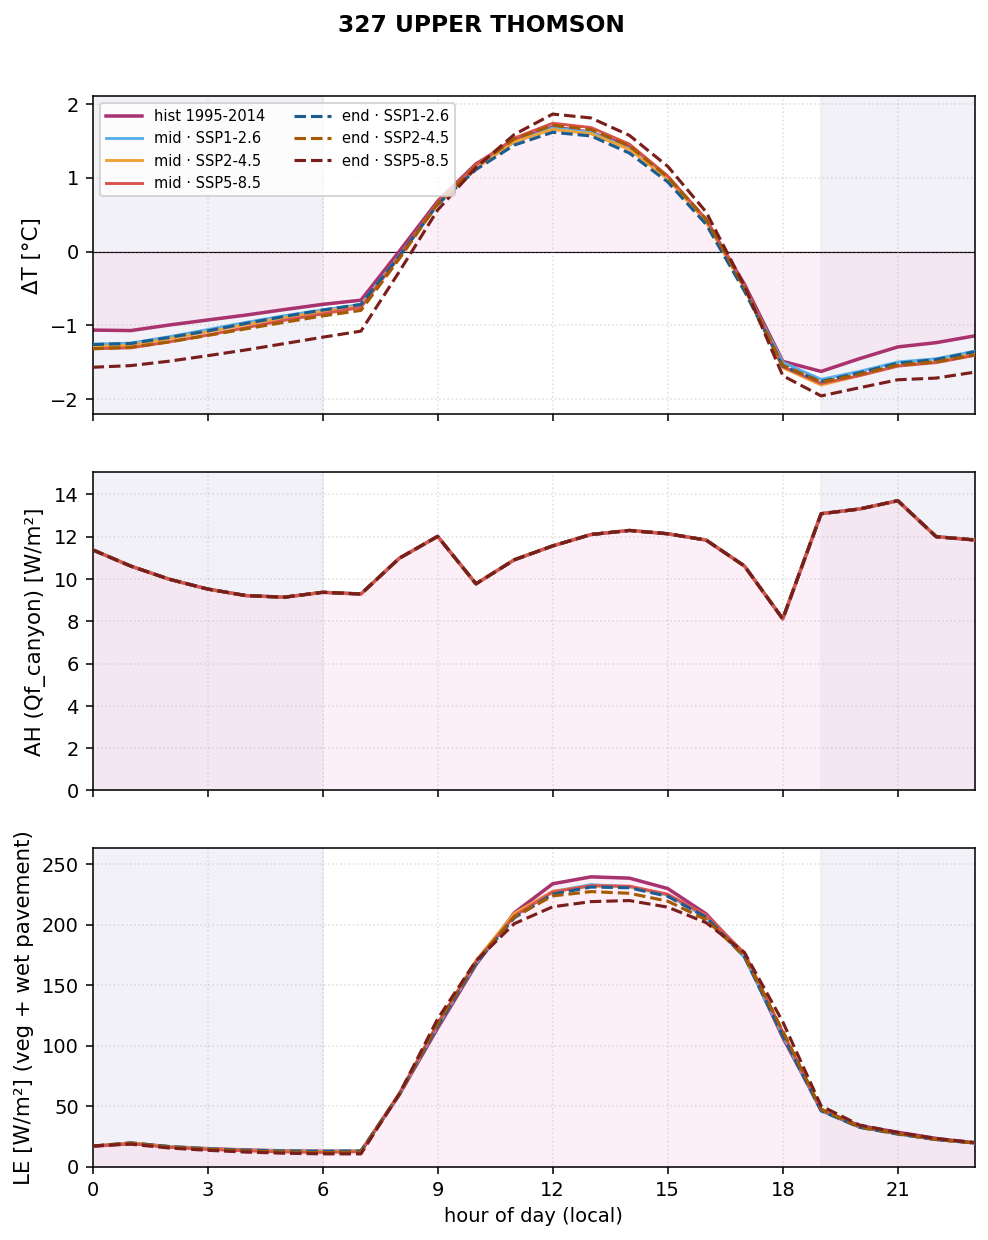 327 UPPER THOMSON
hist 1995-2014
mid · SSP1-2.6
mid · SSP2-4.5
mid · SSP5-8.5
end · SSP1-2.6
end · SSP2-4.5
end · SSP5-8.5
ΔT [°C]
2
1
0
−1
−2
AH (Qf_canyon) [W/m²]
14
12
10
8
6
4
2
0
LE [W/m²] (veg + wet pavement)
250
200
150
100
50
0
0 3 6 9 12 15 18 21
hour of day (local)